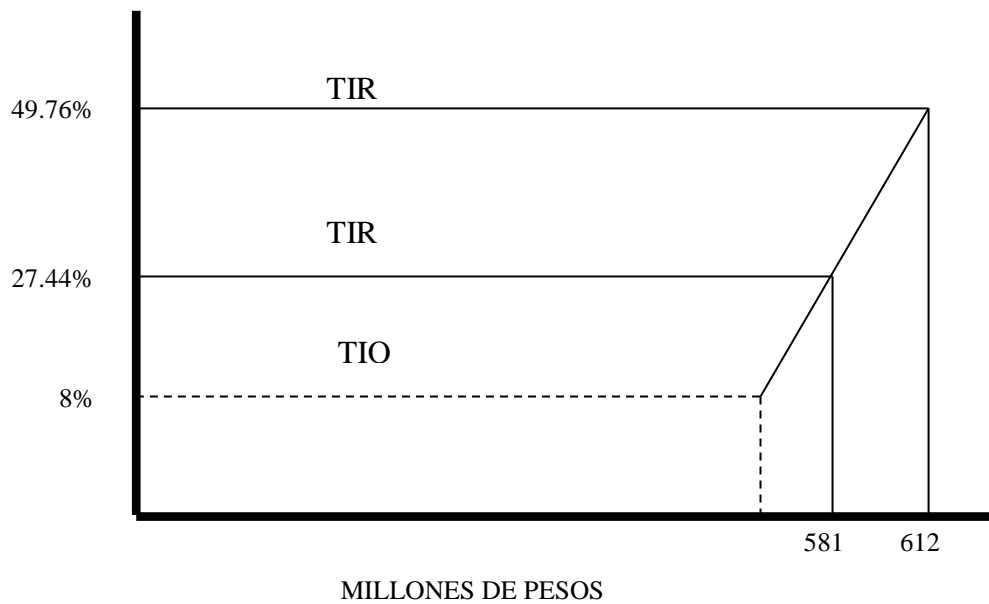 TIR
49.76%
TIR
27.44%
TIO
8%
581
612
MILLONES DE PESOS